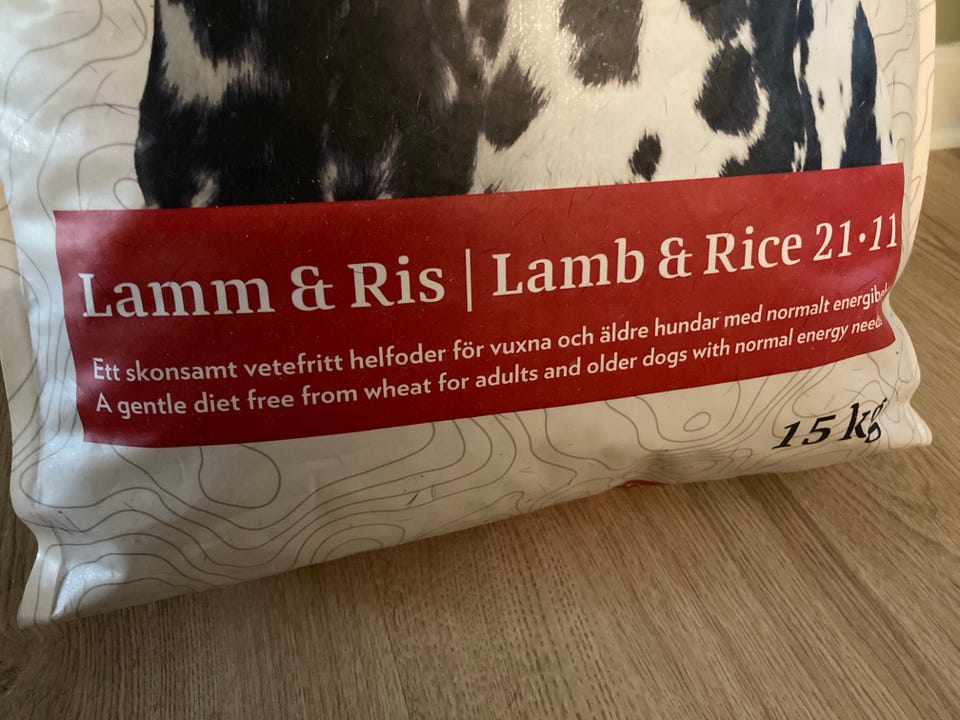 Lamm & Ris | Lamb & Rice 21·11
Ett skonsamt vetefritt helfoder för vuxna och äldre hundar med normalt
A gentle diet free from wheat for adults and older dogs with normal energy needs
15 kg